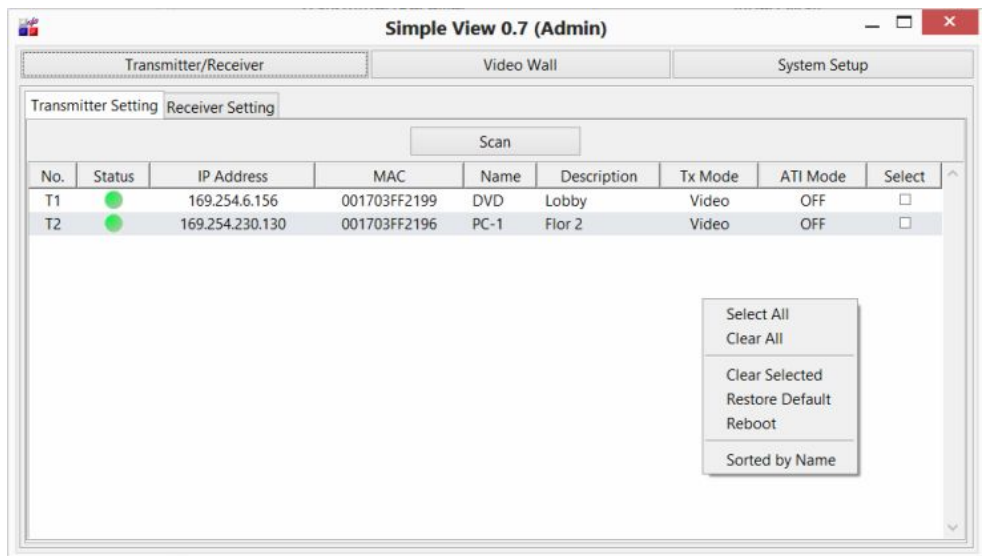 Simple View 0.7 (Admin)
Transmitter/Receiver Video Wall System Setup
Transmitter Setting Receiver Setting
Scan
No. Status IP Address MAC Name Description Tx Mode ATI Mode Select
T1 169.254.6.156 001703FF2199 DVD Lobby Video OFF
T2 169.254.230.130 001703FF2196 PC-1 Flor 2 Video OFF
Select All
Clear All
Clear Selected
Restore Default
Reboot
Sorted by Name